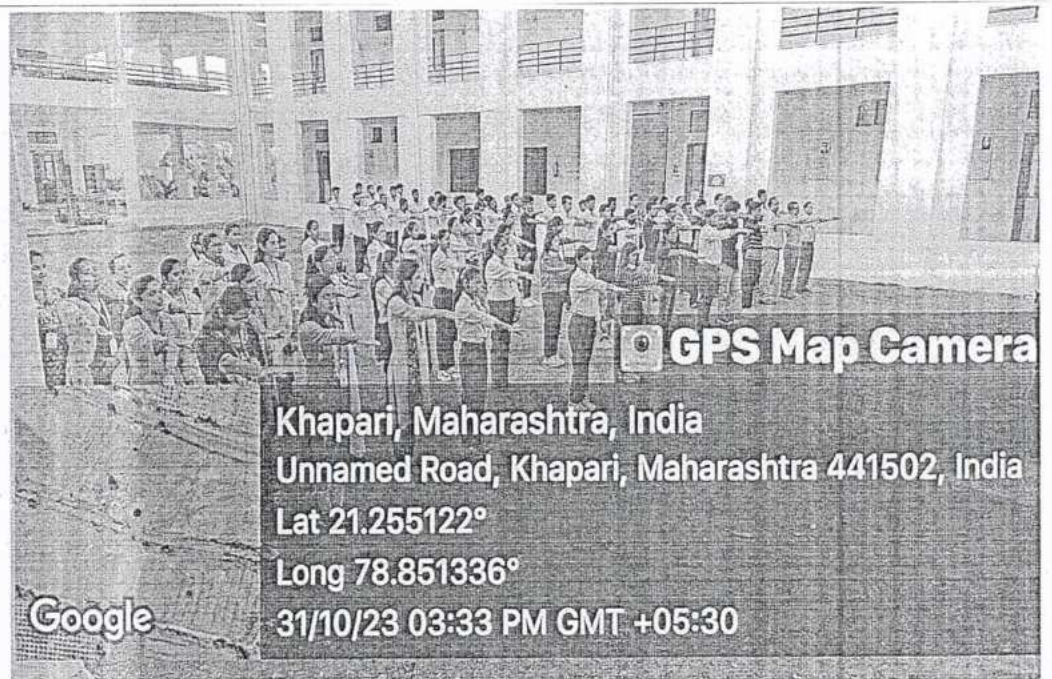 GPS Map Camera
Khapari, Maharashtra, India
Unnamed Road, Khapari, Maharashtra 441502, India
Lat 21.255122°
Long 78.851336°
31/10/23 03:33 PM GMT +05:30
Google